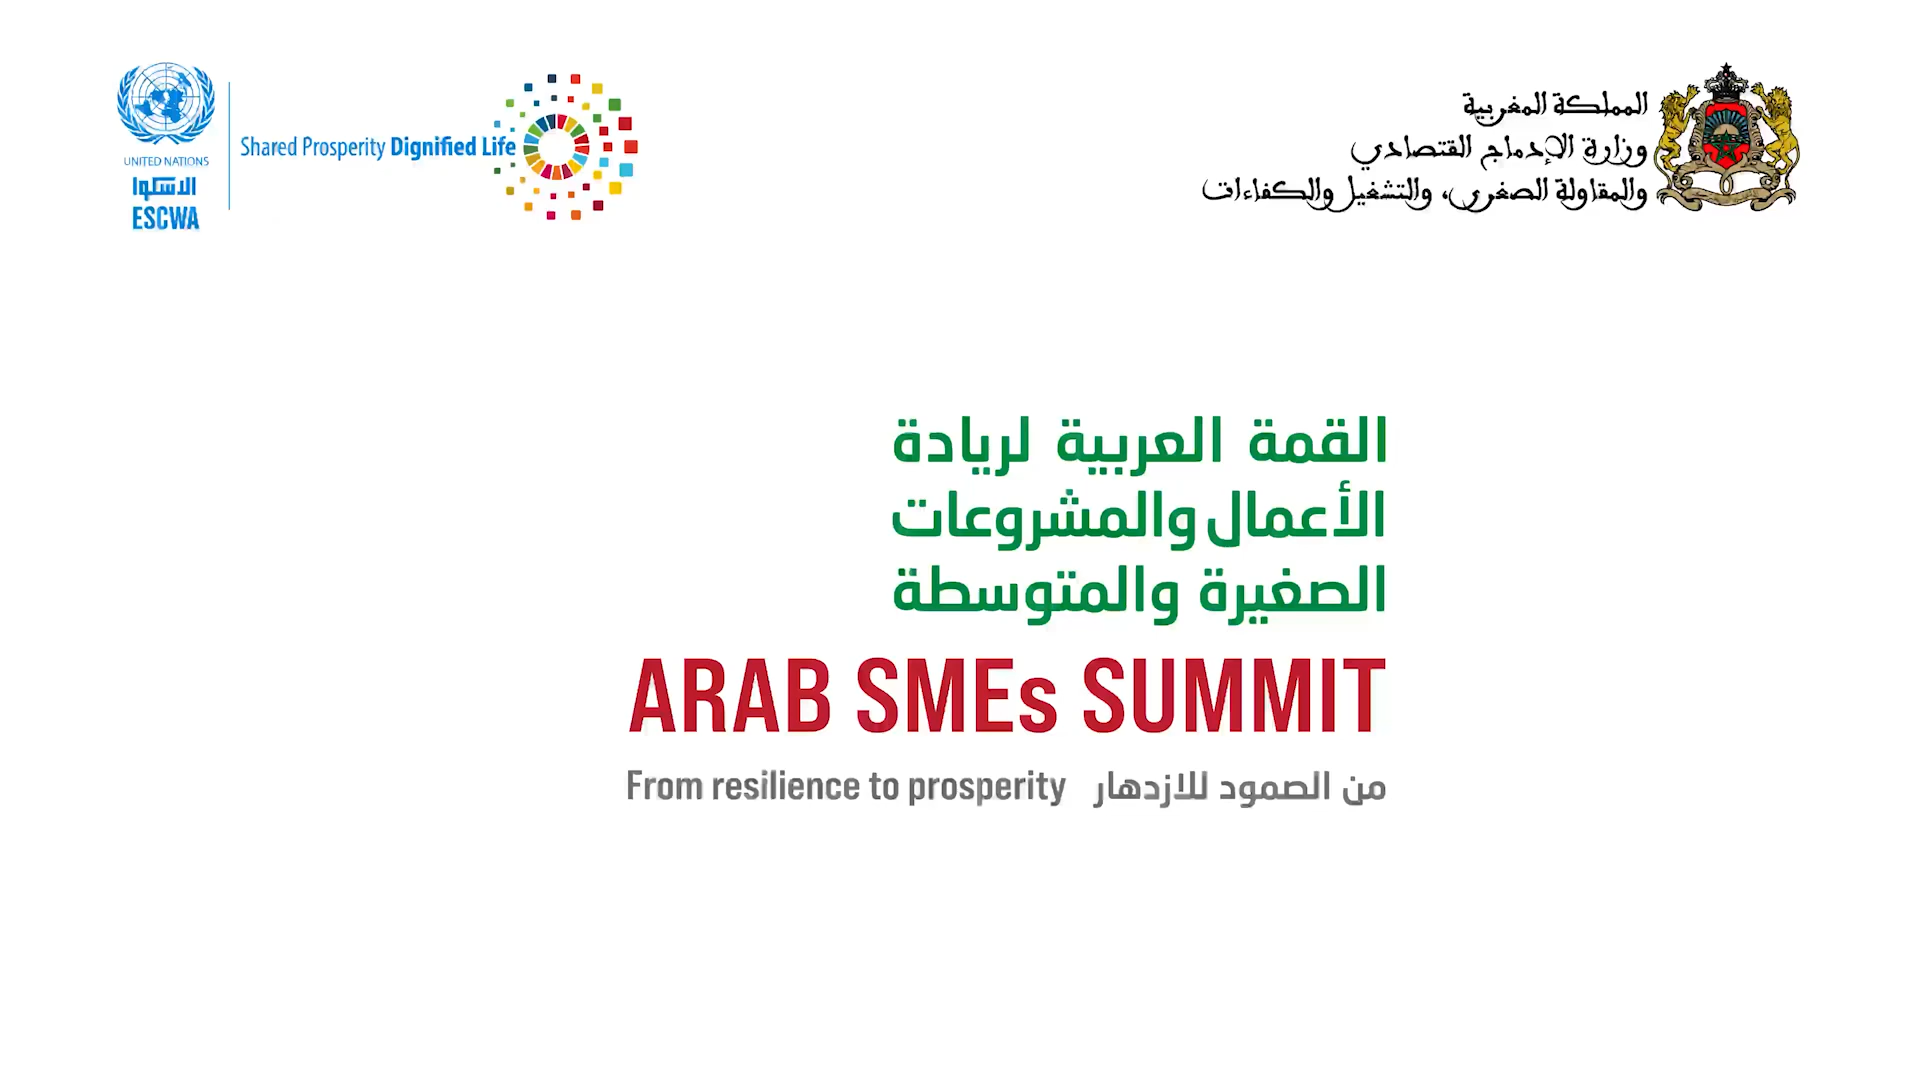 UNITED NATIONS
الاسكوا
ESCWA
Shared Prosperity Dignified Life
المملكة المغربية
وزارة الإدماج القتصادي
والمقاولة الصغرى، والتشغيل والكفاءات
القمة العربية لريادة
الأعمال والمشروعات
الصغيرة والمتوسطة
ARAB SMEs SUMMIT
From resilience to prosperity من الصمود للازدهار